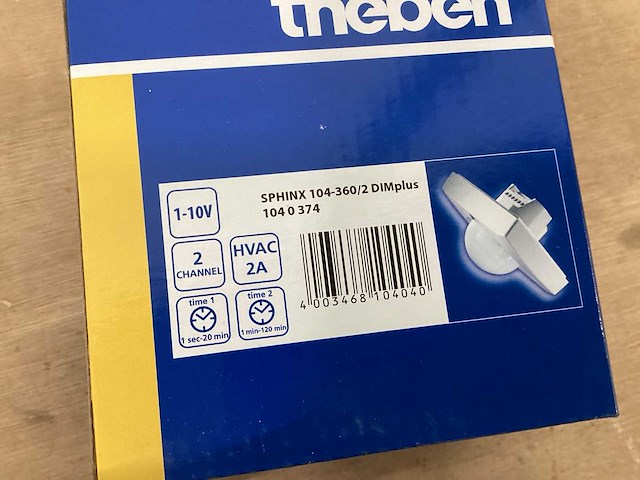 theben
SPHINX 104-360/2 DIMplus
104 0 374
1-10V
2
CHANNEL
HVAC
2A
time 1
1 sec-20 min
time 2
1 min-120 min
4 003468 104040